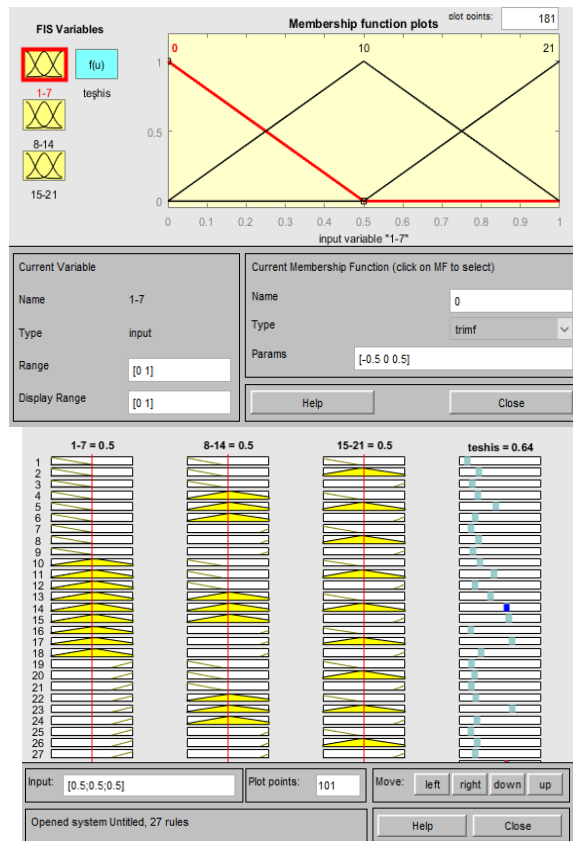 FIS Variables
Membership function plots
plot points:
181
f(u)
1-7
teşhis
8-14
15-21
0
10
21
1
0.5
0
0 0.1 0.2 0.3 0.4 0.5 0.6 0.7 0.8 0.9 1
input variable "1-7"
Current Variable
Name 1-7
Type input
Range [0 1]
Display Range [0 1]
Current Membership Function (click on MF to select)
Name 0
Type trimf
Params [-0.5 0 0.5]
Help Close
1-7 = 0.5 8-14 = 0.5 15-21 = 0.5 teshis = 0.64
1
2
3
4
5
6
7
8
9
10
11
12
13
14
15
16
17
18
19
20
21
22
23
24
25
26
27
Input: [0.5;0.5;0.5] Plot points: 101 Move: left right down up
Opened system Untitled, 27 rules
Help Close